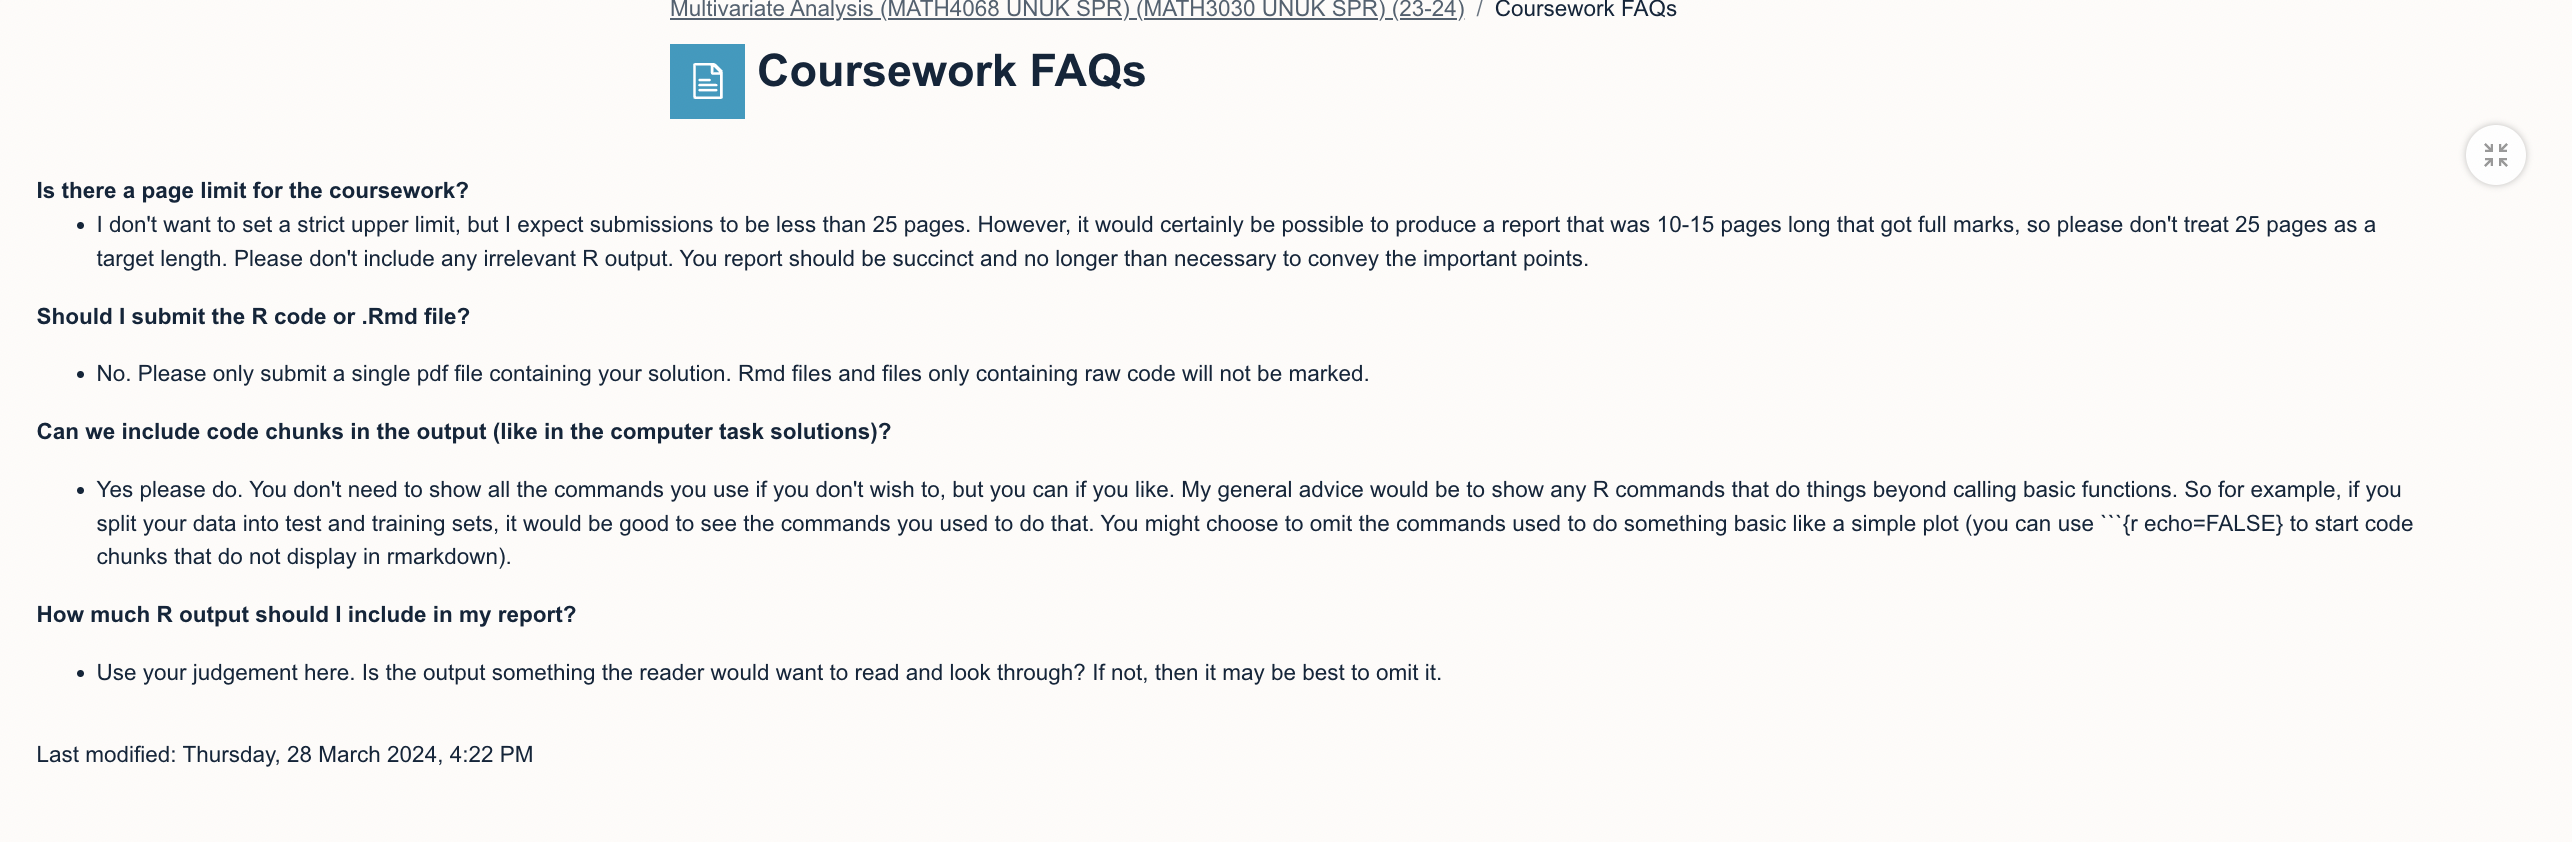 Multivariate Analysis (MATH4068 UNUK SPR) (MATH3030 UNUK SPR) (23-24) / Coursework FAQs
Coursework FAQs
Is there a page limit for the coursework?
• I don't want to set a strict upper limit, but I expect submissions to be less than 25 pages. However, it would certainly be possible to produce a report that was 10-15 pages long that got full marks, so please don't treat 25 pages as a
target length. Please don't include any irrelevant R output. You report should be succinct and no longer than necessary to convey the important points.
Should I submit the R code or .Rmd file?
• No. Please only submit a single pdf file containing your solution. Rmd files and files only containing raw code will not be marked.
Can we include code chunks in the output (like in the computer task solutions)?
• Yes please do. You don't need to show all the commands you use if you don't wish to, but you can if you like. My general advice would be to show any R commands that do things beyond calling basic functions. So for example, if you
split your data into test and training sets, it would be good to see the commands you used to do that. You might choose to omit the commands used to do something basic like a simple plot (you can use ```{r echo=FALSE} to start code
chunks that do not display in rmarkdown).
How much R output should I include in my report?
• Use your judgement here. Is the output something the reader would want to read and look through? If not, then it may be best to omit it.
Last modified: Thursday, 28 March 2024, 4:22 PM